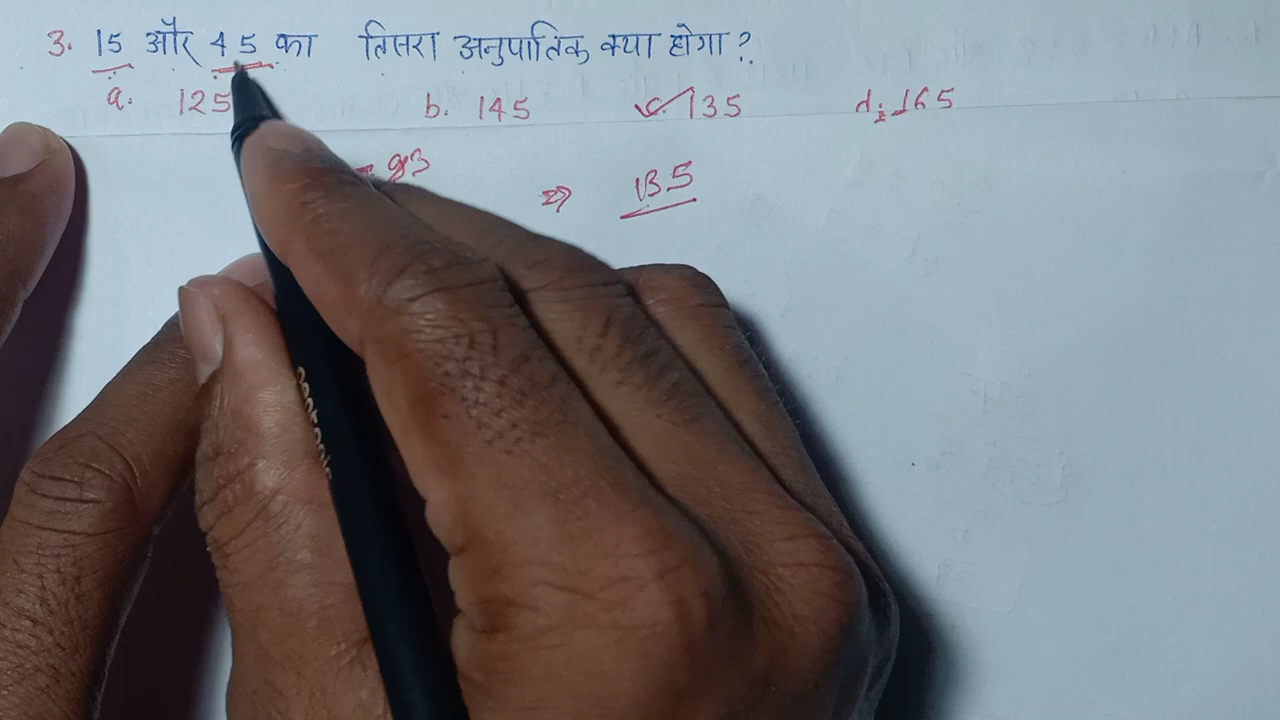 3. 15 और 45 का तिसरा अनुपातिक क्या होगा?
a. 125 b. 145 c. 135 d. 165
⇒ 135